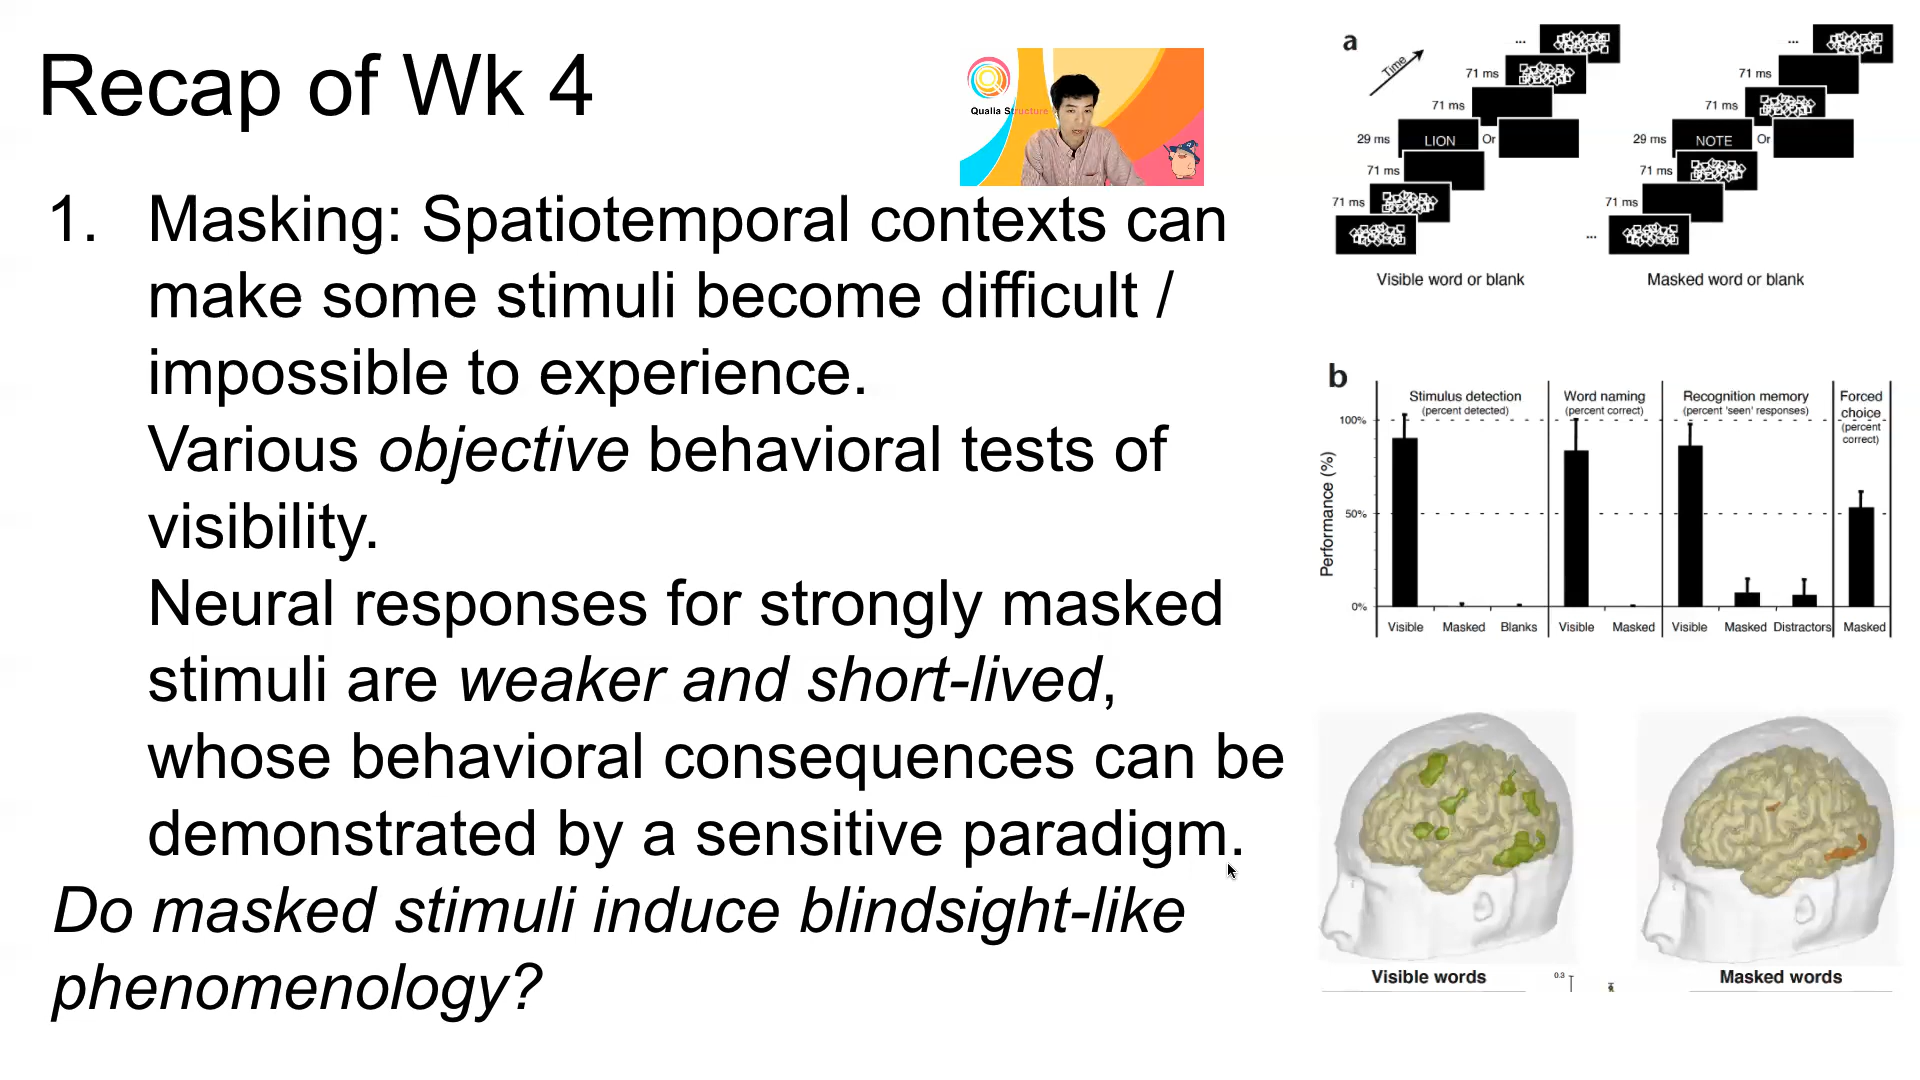 Recap of Wk 4
Qualia Structure
1. Masking: Spatiotemporal contexts can
make some stimuli become difficult /
impossible to experience.
Various objective behavioral tests of
visibility.
Neural responses for strongly masked
stimuli are weaker and short-lived,
whose behavioral consequences can be
demonstrated by a sensitive paradigm.
Do masked stimuli induce blindsight-like
phenomenology?
a
Time
...
71 ms
71 ms
29 ms LION Or
71 ms
71 ms
Visible word or blank
...
71 ms
71 ms
29 ms NOTE Or
71 ms
71 ms
...
Masked word or blank
b
Stimulus detection
(percent detected)
Word naming
(percent correct)
Recognition memory
(percent 'seen' responses)
Forced
choice
(percent
correct)
Performance (%)
100%
50%
0%
Visible Masked Blanks Visible Masked Visible Masked Distractors Masked
Visible words
0.3
Masked words